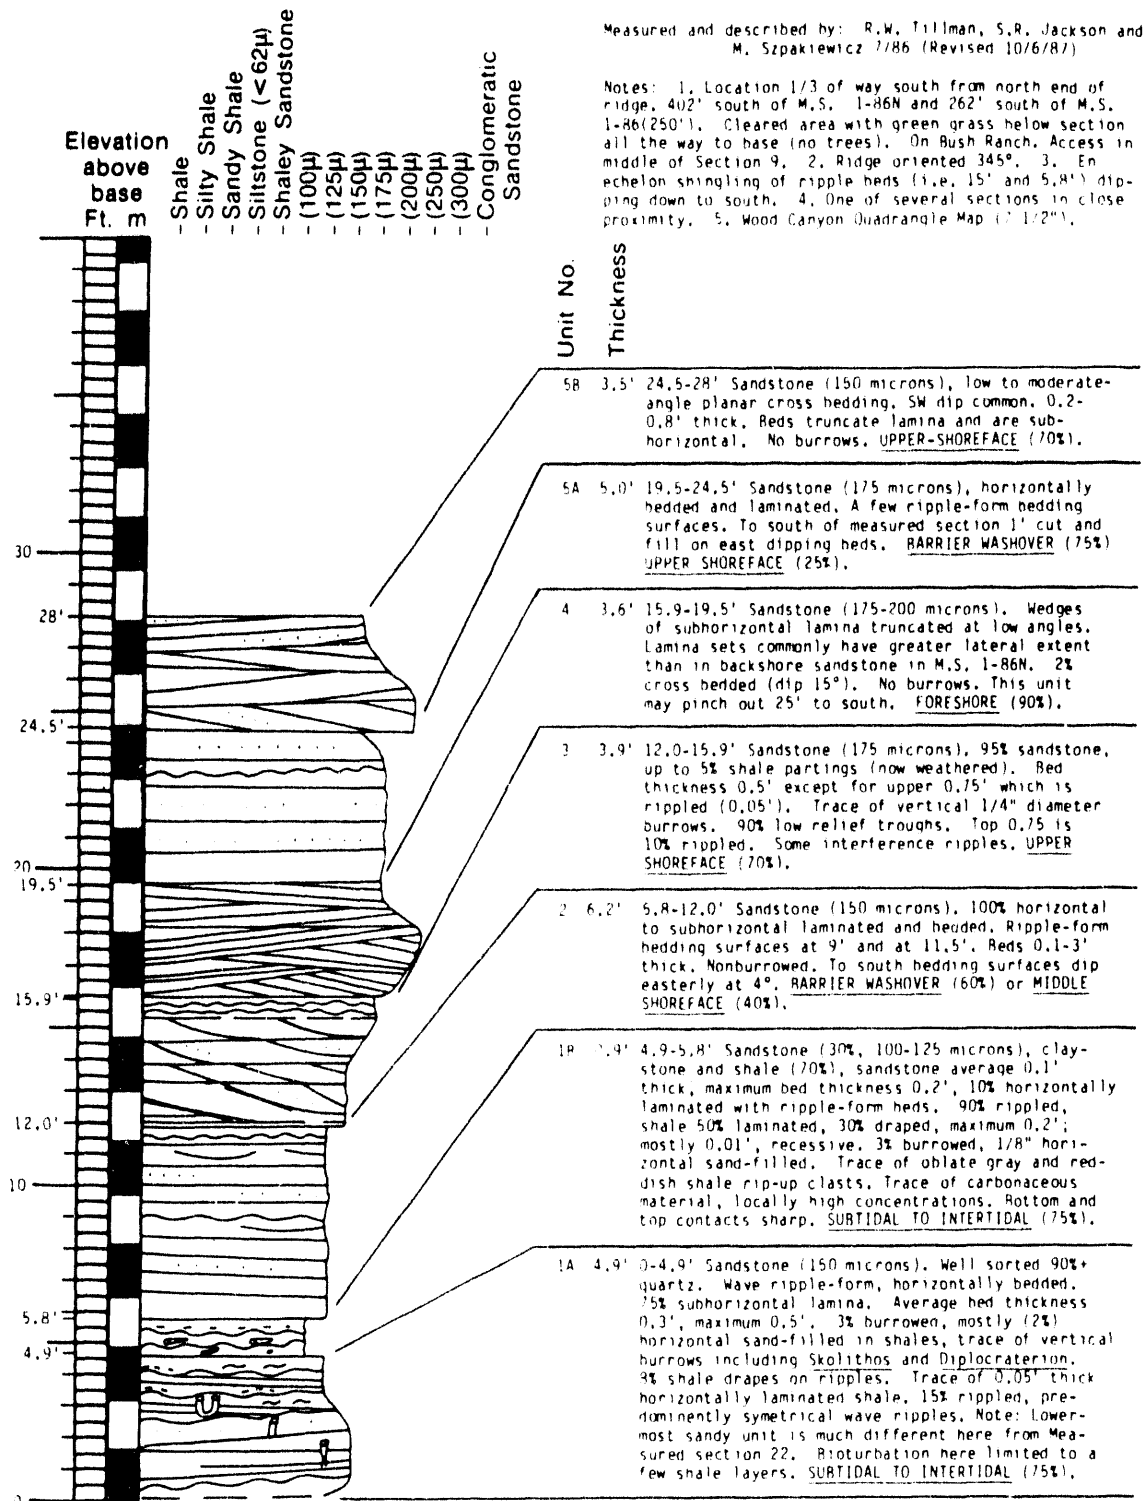 Measured and described by: R.W. Tillman, S.R. Jackson and
M. Szpakiewicz 7/86 (Revised 10/6/87)
Notes: 1. Location 1/3 of way south from north end of
ridge. 402' south of M.S. 1-86N and 262' south of M.S.
1-86(250'). Cleared area with green grass below section
all the way to base (no trees). On Bush Ranch. Access in
middle of Section 9. 2. Ridge oriented 345°. 3. En
echelon shingling of ripple beds (i.e. 15' and 5.8') dip-
ping down to south. 4. One of several sections in close
proximity. 5. Wood Canyon Quadrangle Map (7 1/2").
Elevation
above
base
Ft. m
Shale
Silty Shale
Sandy Shale
Siltstone (<62μ)
Shaley Sandstone
(100μ)
(125μ)
(150μ)
(175μ)
(200μ)
(250μ)
(300μ)
Conglomeratic
Sandstone
Unit No.
Thickness
5B 3.5' 24.5-28' Sandstone (150 microns), low to moderate-
angle planar cross bedding. SW dip common. 0.2-
0.8' thick. Beds truncate lamina and are sub-
horizontal. No burrows. UPPER-SHOREFACE (70%).
5A 5.0' 19.5-24.5' Sandstone (175 microns), horizontally
bedded and laminated. A few ripple-form bedding
surfaces. To south of measured section 1' cut and
fill on east dipping beds. BARRIER WASHOVER (75%)
UPPER SHOREFACE (25%).
4 3.6' 15.9-19.5' Sandstone (175-200 microns). Wedges
of subhorizontal lamina truncated at low angles.
Lamina sets commonly have greater lateral extent
than in backshore sandstone in M.S. 1-86N. 2%
cross bedded (dip 15°). No burrows. This unit
may pinch out 25' to south. FORESHORE (90%).
3 3.9' 12.0-15.9' Sandstone (175 microns), 95% sandstone,
up to 5% shale partings (now weathered). Bed
thickness 0.5' except for upper 0.75' which is
rippled (0.05'). Trace of vertical 1/4" diameter
burrows. 90% low relief troughs. Top 0.75 is
10% rippled. Some interference ripples. UPPER
SHOREFACE (70%).
2 6.2' 5.8-12.0' Sandstone (150 microns). 100% horizontal
to subhorizontal laminated and bedded. Ripple-form
bedding surfaces at 9' and at 11.5'. Beds 0.1-3'
thick. Nonburrowed. To south bedding surfaces dip
easterly at 4°. BARRIER WASHOVER (60%) or MIDDLE
SHOREFACE (40%).
1B .9' 4.9-5.8' Sandstone (30%, 100-125 microns), clay-
stone and shale (70%), sandstone average 0.1'
thick, maximum bed thickness 0.2', 10% horizontally
laminated with ripple-form beds. 90% rippled,
shale 50% laminated, 30% draped, maximum 0.2';
mostly 0.01', recessive. 3% burrowed, 1/8" hori-
zontal sand-filled. Trace of oblate gray and red-
dish shale rip-up clasts. Trace of carbonaceous
material, locally high concentrations. Bottom and
top contacts sharp. SUBTIDAL TO INTERTIDAL (75%).
1A 4.9' 0-4.9' Sandstone (150 microns). Well sorted 90%+
quartz. Wave ripple-form, horizontally bedded.
75% subhorizontal lamina. Average bed thickness
0.3', maximum 0.5'. 3% burrowed, mostly (2%)
horizontal sand-filled in shales, trace of vertical
burrows including Skolithos and Diplocraterion.
8% shale drapes on ripples. Trace of 0.05' thick
horizontally laminated shale. 15% rippled, pre-
dominently symetrical wave ripples. Note: Lower-
most sandy unit is much different here from Mea-
sured section 22. Bioturbation here limited to a
few shale layers. SUBTIDAL TO INTERTIDAL (75%).
30
28'
24.5'
20
19.5'
15.9'
12.0'
10
5.8'
4.9'
0